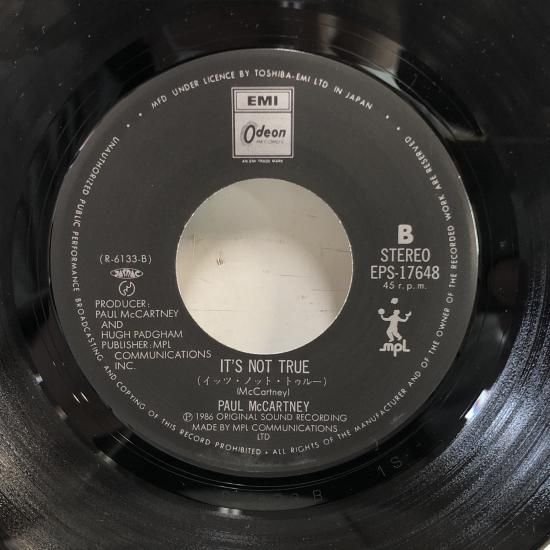 MFD UNDER LICENCE BY TOSHIBA-EMI LTD IN JAPAN •
UNAUTHORIZED PUBLIC PERFORMANCE BROADCASTING AND COPYING OF THIS RECORD PROHIBITED • ALL RIGHTS OF THE MANUFACTURER AND OF THE OWNER OF THE RECORDED WORK ARE RESERVED •
EMI
Odeon
AN EMI TRADE MARK
(R-6133-B)
JASRAC
PRODUCER:
PAUL McCARTNEY
AND
HUGH PADGHAM
PUBLISHER: MPL
COMMUNICATIONS
INC.
B
STEREO
EPS-17648
45 r.p.m.
mpL
IT'S NOT TRUE
(イッツ・ノット・トゥルー)
(McCartney)
PAUL McCARTNEY
Ⓟ 1986 ORIGINAL SOUND RECORDING
MADE BY MPL COMMUNICATIONS
LTD